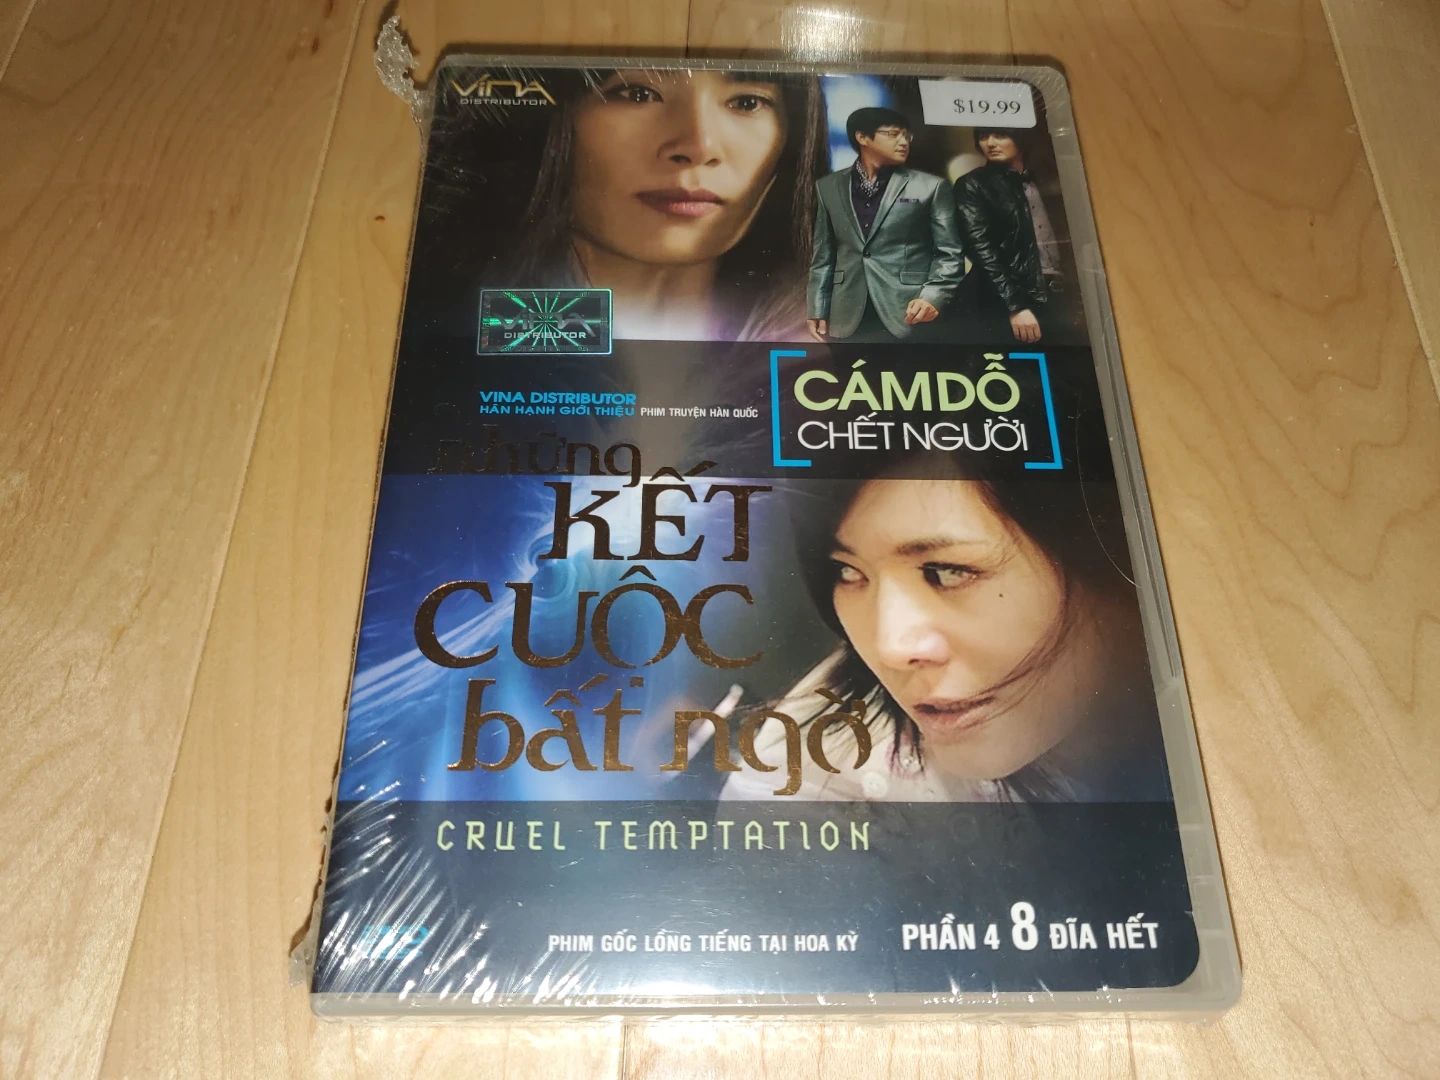 ViNA
DISTRIBUTOR
$19.99
ViNA
DISTRIBUTOR
VINA DISTRIBUTOR
HÂN HẠNH GIỚI THIỆU PHIM TRUYỆN HÀN QUỐC
CÁM DỖ
CHẾT NGƯỜI
những
KẾT
CUỘC
bất ngờ
CRUEL TEMPTATION
PHIM GỐC LỒNG TIẾNG TẠI HOA KỲ
PHẦN 4 8 ĐĨA HẾT